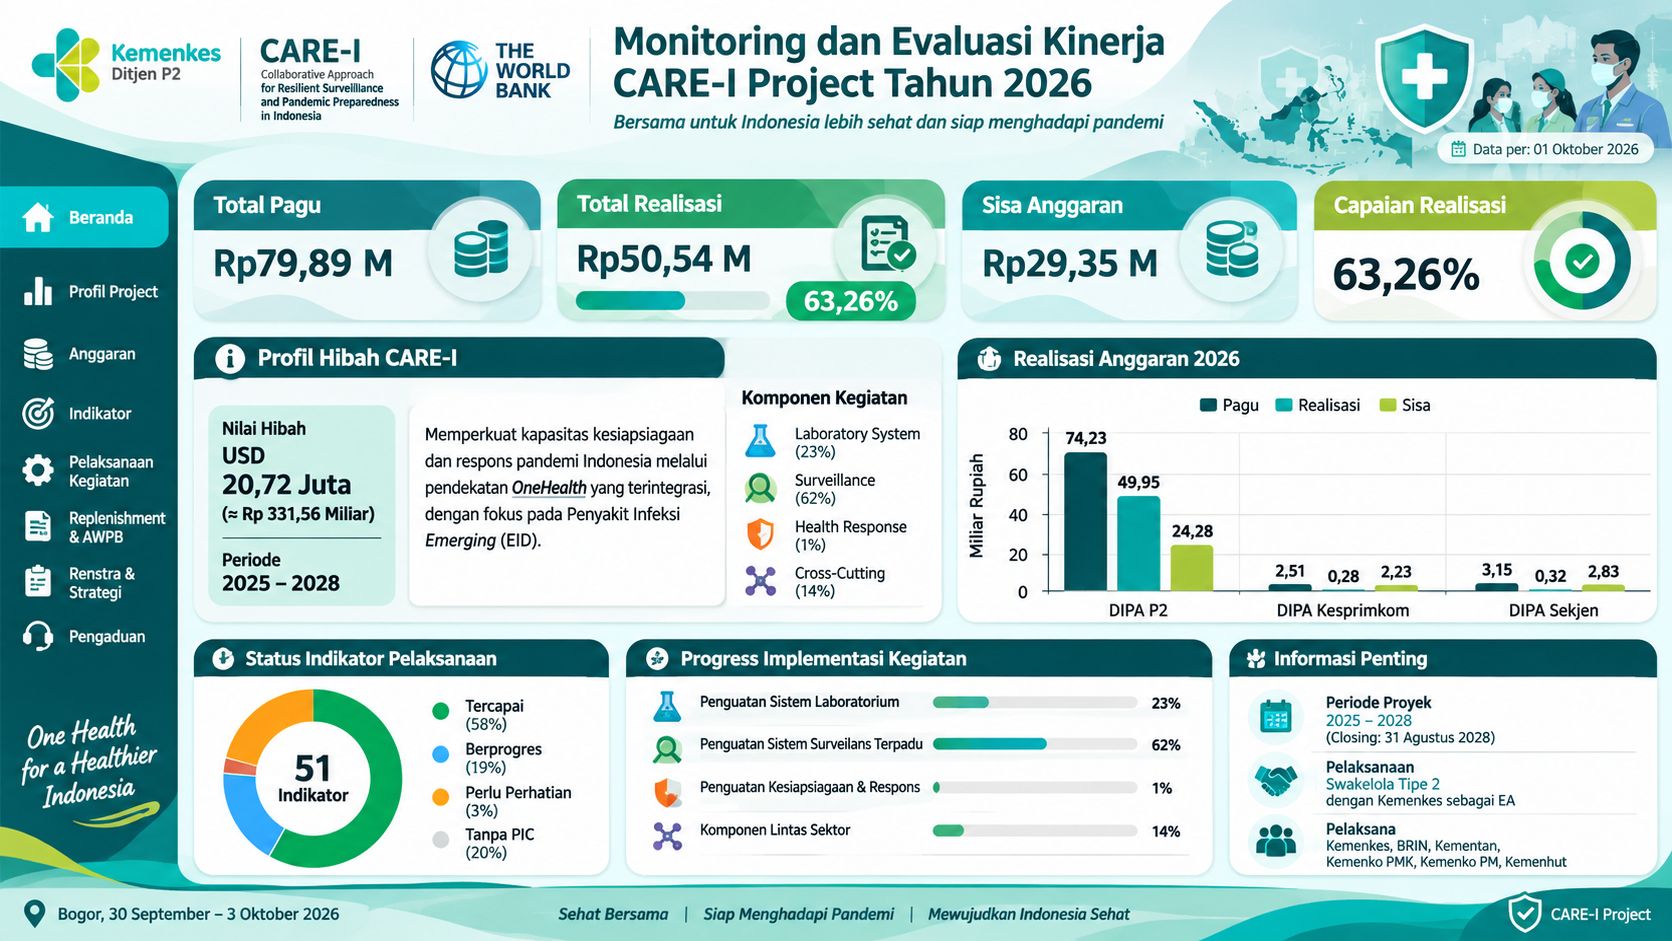 Kemenkes
Ditjen P2
CARE-I
Collaborative Approach
for Resilient Surveillance
and Pandemic Preparedness
in Indonesia
THE
WORLD
BANK
Monitoring dan Evaluasi Kinerja
CARE-I Project Tahun 2026
Bersama untuk Indonesia lebih sehat dan siap menghadapi pandemi
Data per: 01 Oktober 2026
Beranda
Profil Project
Anggaran
Indikator
Pelaksanaan
Kegiatan
Replenishment
& AWPB
Renstra &
Strategi
Pengaduan
One Health
for a Healthier
Indonesia
Total Pagu
Rp79,89 M
Total Realisasi
Rp50,54 M
63,26%
Sisa Anggaran
Rp29,35 M
Capaian Realisasi
63,26%
Profil Hibah CARE-I
Nilai Hibah
USD
20,72 Juta
(≈ Rp 331,56 Miliar)
Periode
2025 – 2028
Memperkuat kapasitas kesiapsiagaan
dan respons pandemi Indonesia melalui
pendekatan OneHealth yang terintegrasi,
dengan fokus pada Penyakit Infeksi
Emerging (EID).
Komponen Kegiatan
Laboratory System
(23%)
Surveillance
(62%)
Health Response
(1%)
Cross-Cutting
(14%)
Realisasi Anggaran 2026
Pagu
Realisasi
Sisa
Miliar Rupiah
80
60
40
20
0
74,23
49,95
24,28
2,51
0,28
2,23
3,15
0,32
2,83
DIPA P2
DIPA Kesprimkom
DIPA Sekjen
Status Indikator Pelaksanaan
51
Indikator
Tercapai
(58%)
Berprogres
(19%)
Perlu Perhatian
(3%)
Tanpa PIC
(20%)
Progress Implementasi Kegiatan
Penguatan Sistem Laboratorium
23%
Penguatan Sistem Surveilans Terpadu
62%
Penguatan Kesiapsiagaan & Respons
1%
Komponen Lintas Sektor
14%
Informasi Penting
Periode Proyek
2025 – 2028
(Closing: 31 Agustus 2028)
Pelaksanaan
Swakelola Tipe 2
dengan Kemenkes sebagai EA
Pelaksana
Kemenkes, BRIN, Kementan,
Kemenko PMK, Kemenko PM, Kemenhut
Bogor, 30 September – 3 Oktober 2026
Sehat Bersama | Siap Menghadapi Pandemi | Mewujudkan Indonesia Sehat
CARE-I Project